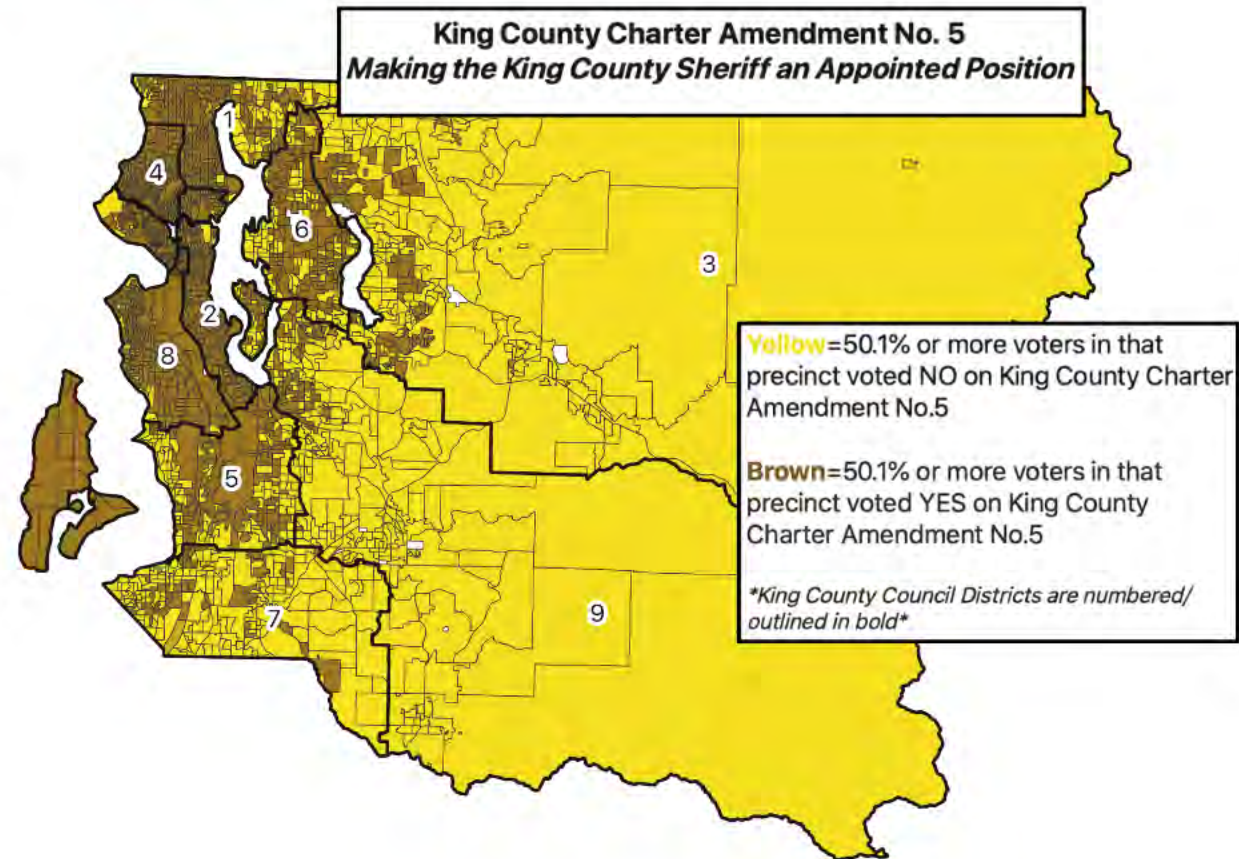 King County Charter Amendment No. 5
Making the King County Sheriff an Appointed Position
1
4
6
3
2
8
Yellow=50.1% or more voters in that
precinct voted NO on King County Charter
Amendment No.5
Brown=50.1% or more voters in that
precinct voted YES on King County
Charter Amendment No.5
*King County Council Districts are numbered/
outlined in bold*
5
7
9